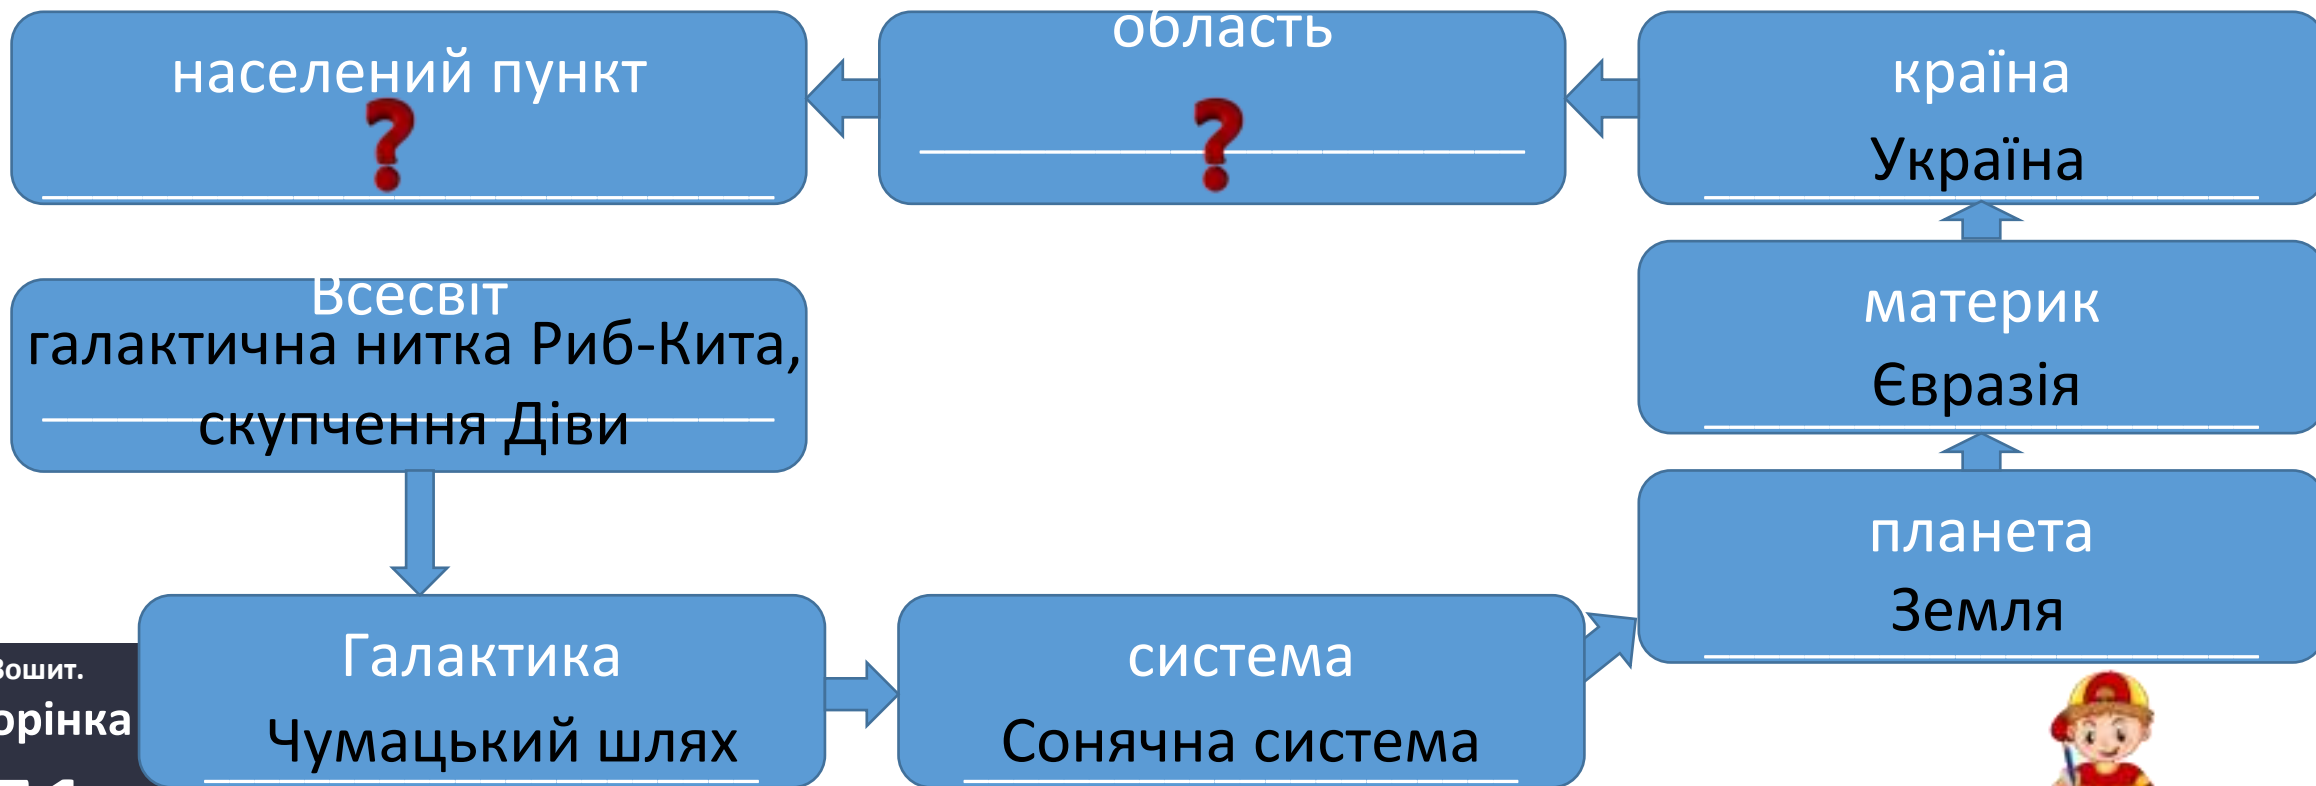 населений пункт
область
країна
Україна
Всесвіт
галактична нитка Риб-Кита,
скупчення Діви
материк
Євразія
планета
Земля
Галактика
Чумацький шлях
система
Сонячна система